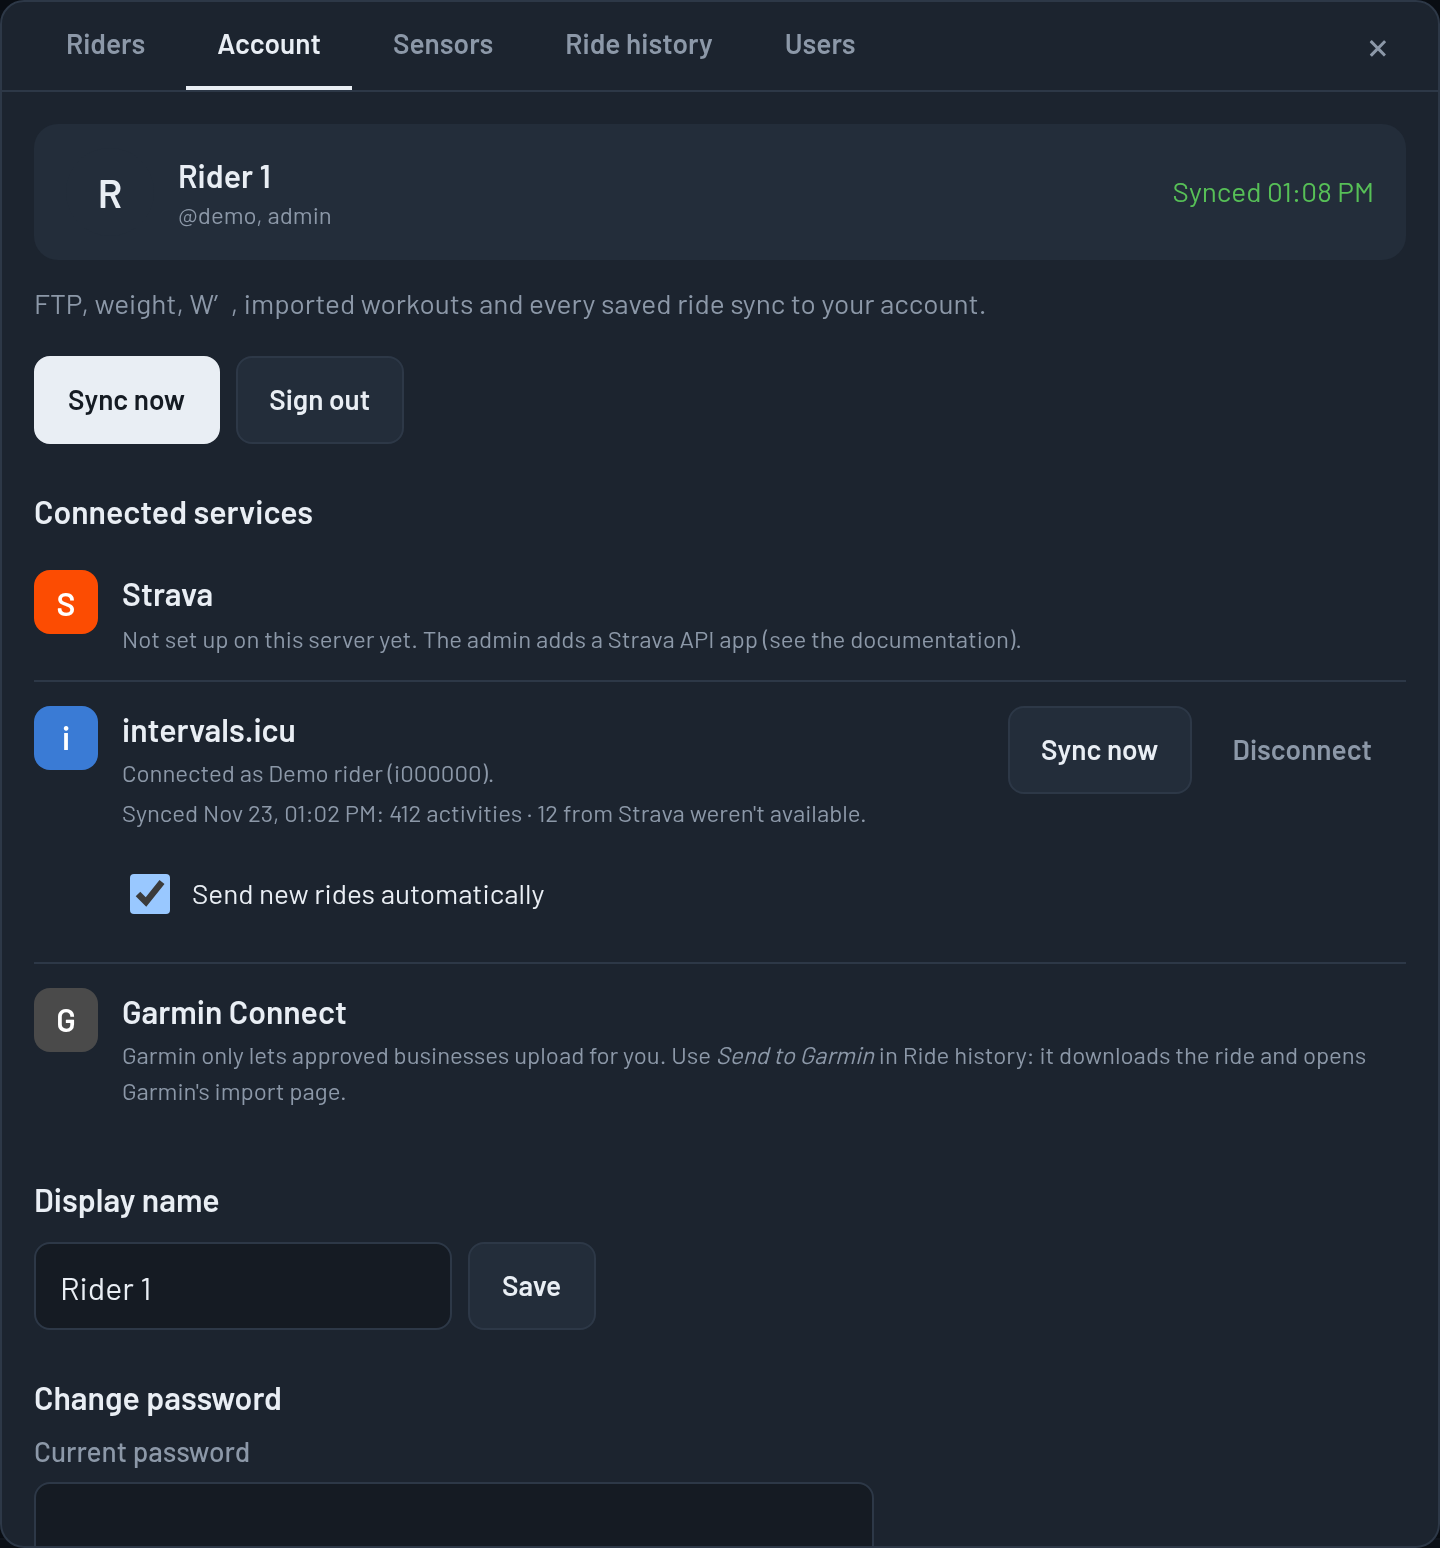 Riders Account Sensors Ride history Users ×
R
Rider 1
@demo, admin
Synced 01:08 PM
FTP, weight, W′ , imported workouts and every saved ride sync to your account.
Sync now Sign out
Connected services
S
Strava
Not set up on this server yet. The admin adds a Strava API app (see the documentation).
i
intervals.icu
Connected as Demo rider (i000000).
Synced Nov 23, 01:02 PM: 412 activities · 12 from Strava weren't available.
Sync now Disconnect
Send new rides automatically
G
Garmin Connect
Garmin only lets approved businesses upload for you. Use Send to Garmin in Ride history: it downloads the ride and opens
Garmin's import page.
Display name
Rider 1 Save
Change password
Current password